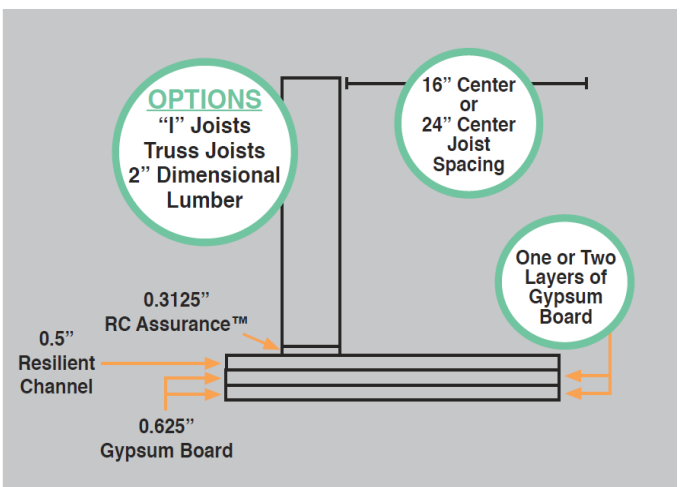 OPTIONS
“I” Joists
Truss Joists
2” Dimensional
Lumber
16” Center
or
24” Center
Joist
Spacing
One or Two
Layers of
Gypsum
Board
0.3125”
RC Assurance™
0.5”
Resilient
Channel
0.625”
Gypsum Board